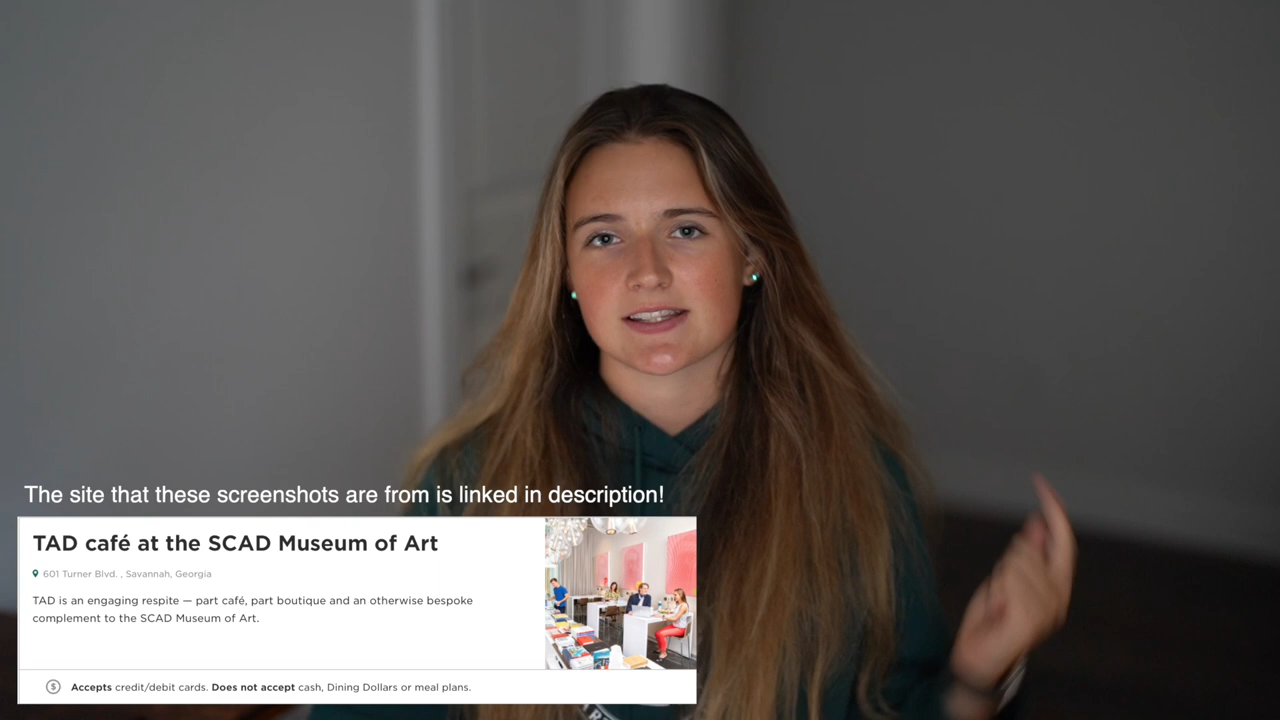 The site that these screenshots are from is linked in description!
TAD café at the SCAD Museum of Art
601 Turner Blvd. , Savannah, Georgia
TAD is an engaging respite — part café, part boutique and an otherwise bespoke
complement to the SCAD Museum of Art.
$
Accepts credit/debit cards. Does not accept cash, Dining Dollars or meal plans.